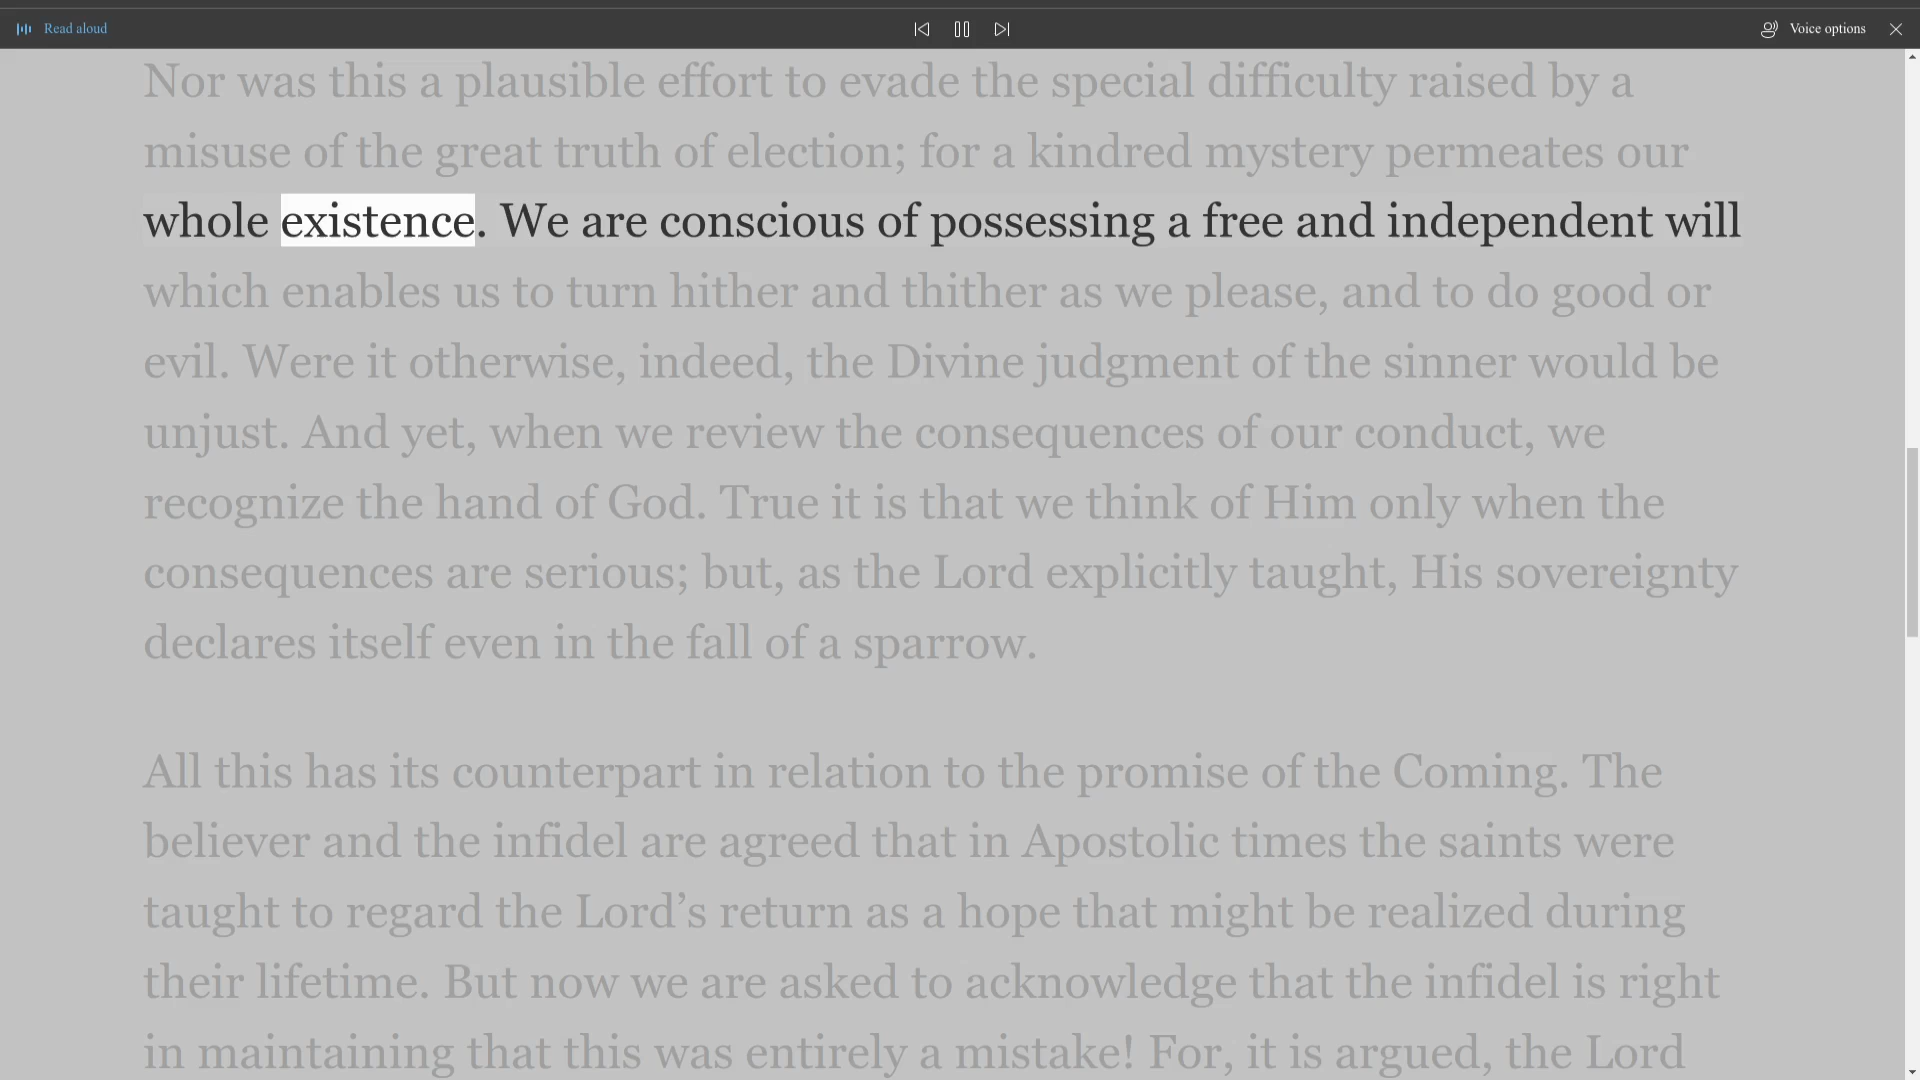 Read aloud
Voice options
Nor was this a plausible effort to evade the special difficulty raised by a
misuse of the great truth of election; for a kindred mystery permeates our
whole existence. We are conscious of possessing a free and independent will
which enables us to turn hither and thither as we please, and to do good or
evil. Were it otherwise, indeed, the Divine judgment of the sinner would be
unjust. And yet, when we review the consequences of our conduct, we
recognize the hand of God. True it is that we think of Him only when the
consequences are serious; but, as the Lord explicitly taught, His sovereignty
declares itself even in the fall of a sparrow.
All this has its counterpart in relation to the promise of the Coming. The
believer and the infidel are agreed that in Apostolic times the saints were
taught to regard the Lord’s return as a hope that might be realized during
their lifetime. But now we are asked to acknowledge that the infidel is right
in maintaining that this was entirely a mistake! For, it is argued, the Lord